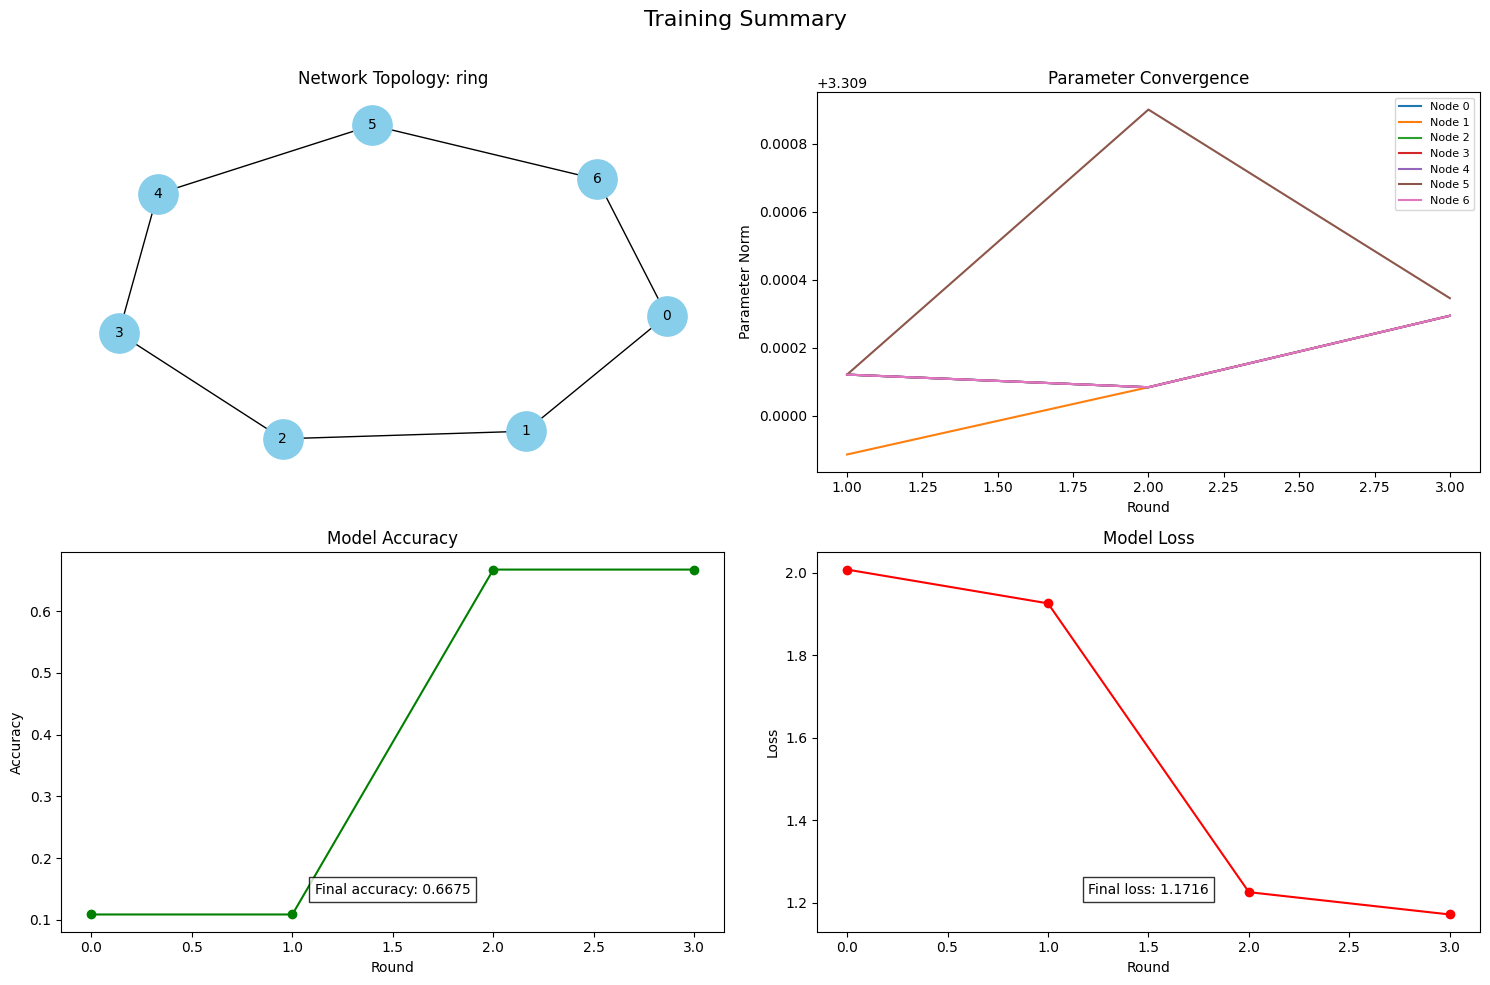 Training Summary
Network Topology: ring
5
6
4
0
3
1
2
Parameter Convergence
+3.309
Node 0
Node 1
Node 2
Node 3
Node 4
Node 5
Node 6
0.0008
0.0006
0.0004
0.0002
0.0000
Parameter Norm
1.00 1.25 1.50 1.75 2.00 2.25 2.50 2.75 3.00
Round
Model Accuracy
0.6
0.5
0.4
0.3
0.2
0.1
Accuracy
Final accuracy: 0.6675
0.0 0.5 1.0 1.5 2.0 2.5 3.0
Round
Model Loss
2.0
1.8
1.6
1.4
1.2
Loss
Final loss: 1.1716
0.0 0.5 1.0 1.5 2.0 2.5 3.0
Round